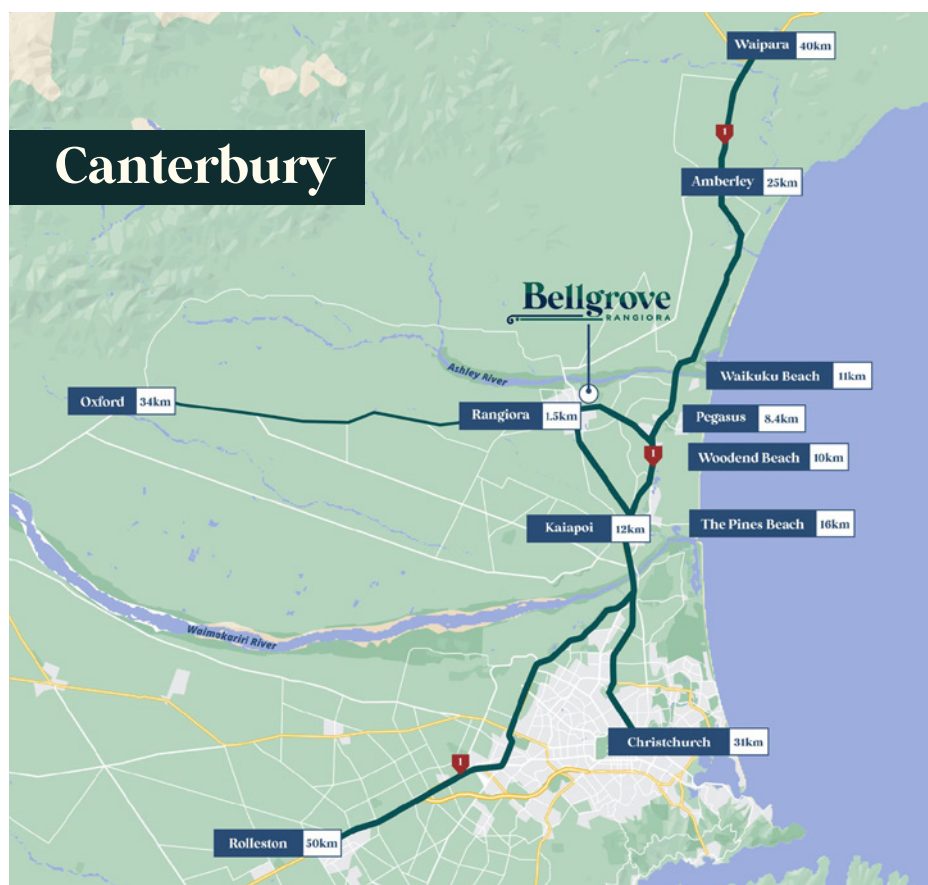 Waipara 40km
1
Canterbury
Amberley 25km
Bellgrove
RANGIORA
Ashley River
Waikuku Beach 11km
Oxford 34km
Rangiora 1.5km
Pegasus 8.4km
1
Woodend Beach 10km
Kaiapoi 12km
The Pines Beach 16km
Waimakariri River
Christchurch 31km
1
Rolleston 50km